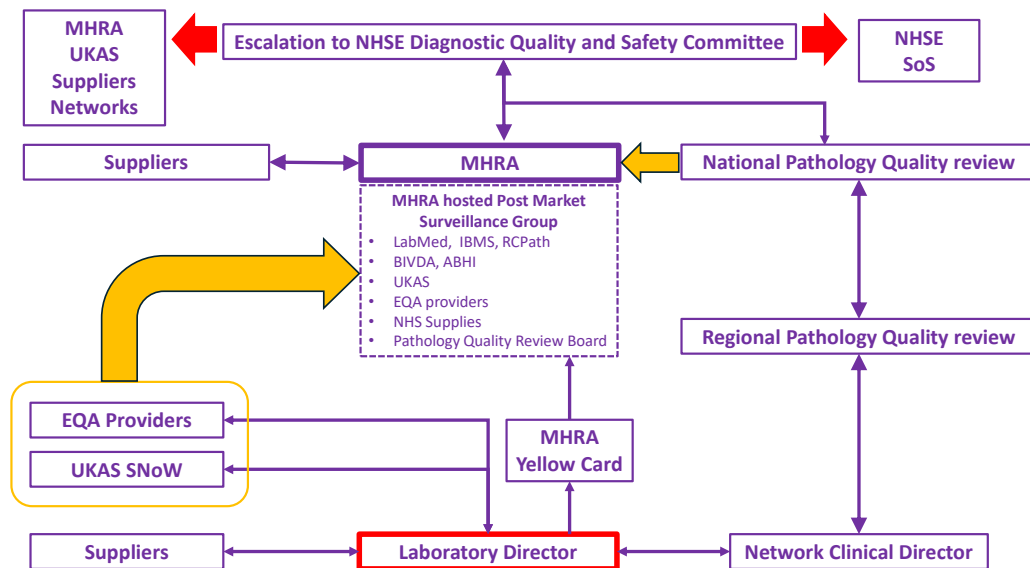 MHRA
UKAS
Suppliers
Networks
Escalation to NHSE Diagnostic Quality and Safety Committee
NHSE
SoS
Suppliers
MHRA
National Pathology Quality review
MHRA hosted Post Market
Surveillance Group
• LabMed, IBMS, RCPath
• BIVDA, ABHI
• UKAS
• EQA providers
• NHS Supplies
• Pathology Quality Review Board
Regional Pathology Quality review
EQA Providers
UKAS SNoW
MHRA
Yellow Card
Suppliers
Laboratory Director
Network Clinical Director